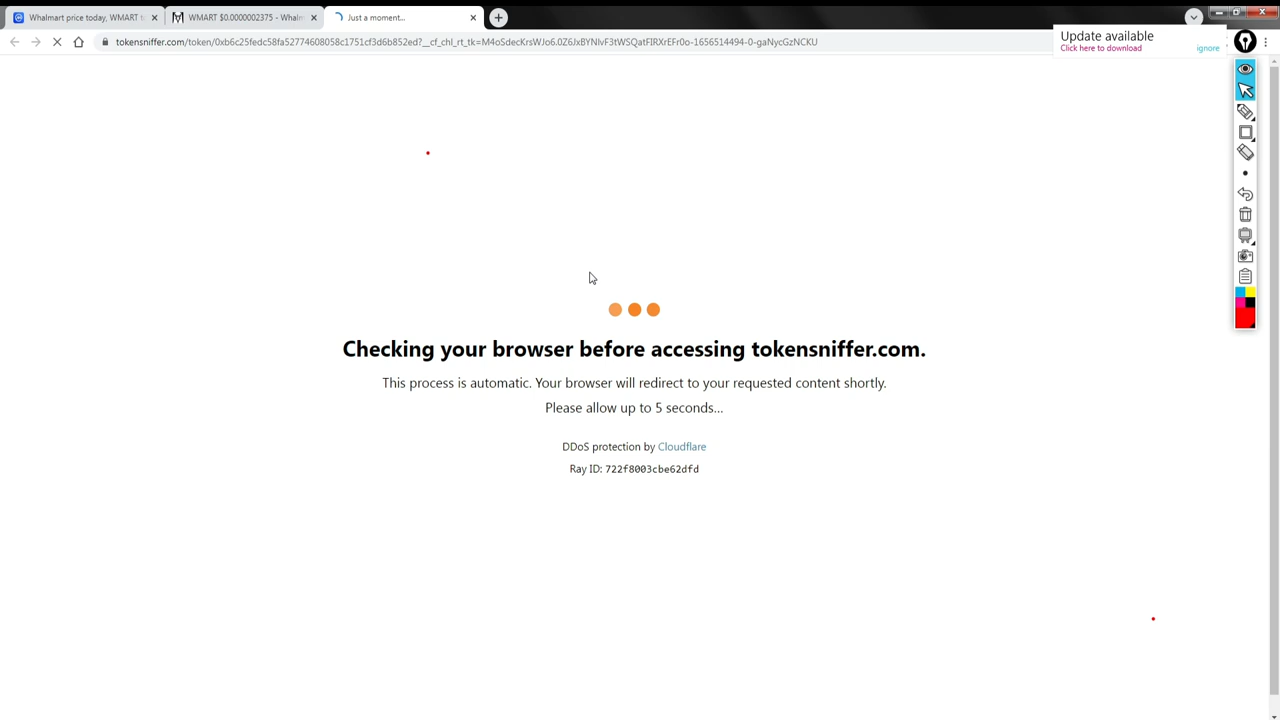 Whalmart price today, WMART t
WMART $0.0000002375 - Whalm
Just a moment...
tokensniffer.com/token/0xb6c25fedc58fa52774608058c1751cf3d6b852ed?__cf_chl_rt_tk=M4oSdecKrsWJo6.0Z6JxBYNIvF3tWSQatFIRXrEFr0o-1656514494-0-gaNycGzNCKU
Update available
Click here to download
ignore
Checking your browser before accessing tokensniffer.com.
This process is automatic. Your browser will redirect to your requested content shortly.
Please allow up to 5 seconds...
DDoS protection by Cloudflare
Ray ID: 722f8003cbe62dfd